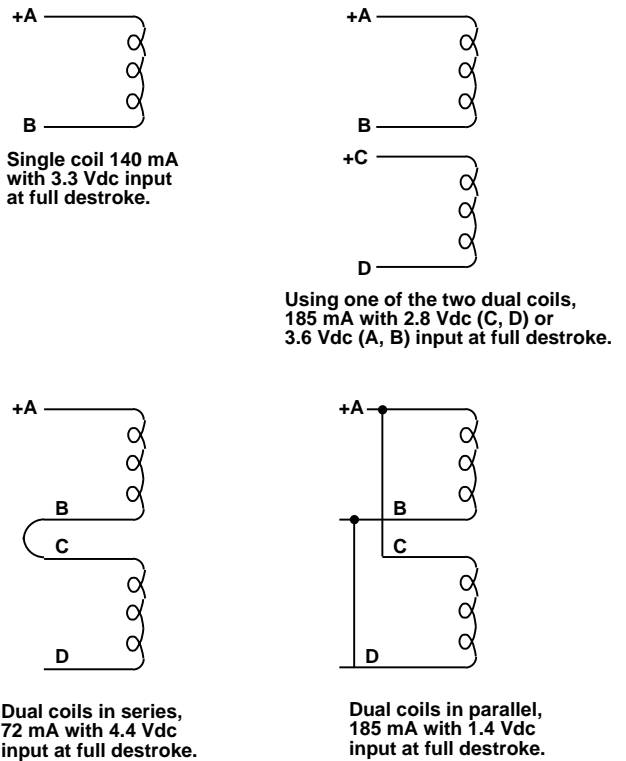 +A
B
Single coil 140 mA
with 3.3 Vdc input
at full destroke.
+A
B
+C
D
Using one of the two dual coils,
185 mA with 2.8 Vdc (C, D) or
3.6 Vdc (A, B) input at full destroke.
+A
B
C
D
Dual coils in series,
72 mA with 4.4 Vdc
input at full destroke.
+A
B
C
D
Dual coils in parallel,
185 mA with 1.4 Vdc
input at full destroke.